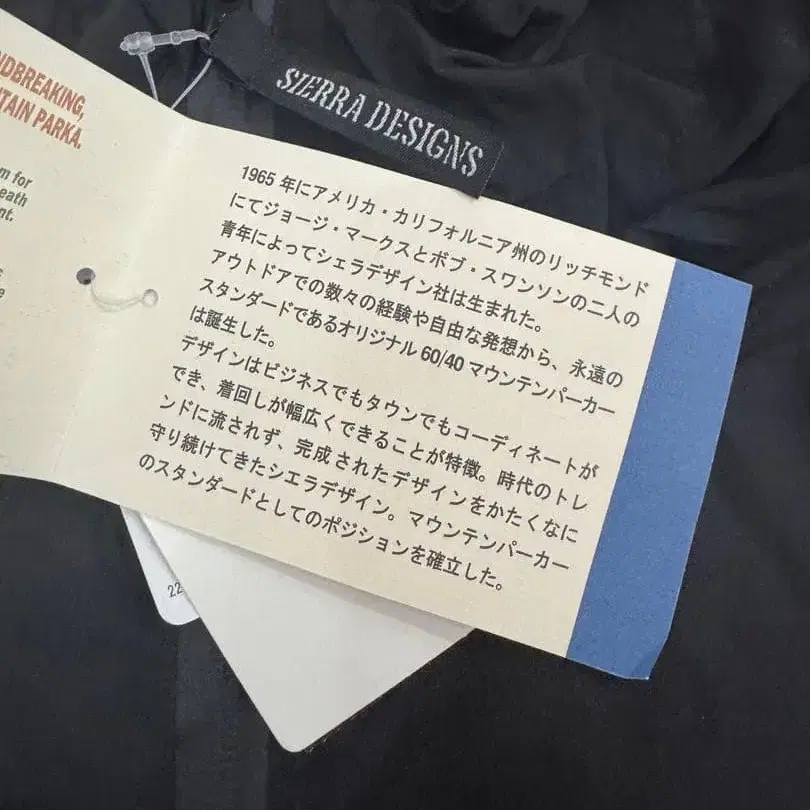 NDBREAKING,
TAIN PARKA.
m for
eath
nt.
SIERRA DESIGNS
1965 年にアメリカ・カリフォルニア州のリッチモンド
にてジョージ・マークスとボブ・スワンソンの二人の
青年によってシェラデザイン社は生まれた。
アウトドアでの数々の経験や自由な発想から、永遠の
スタンダードであるオリジナル 60/40 マウンテンパーカー
は誕生した。
デザインはビジネスでもタウンでもコーディネートが
でき、着回しが幅広くできることが特徴。時代のトレ
ンドに流されず、完成されたデザインをかたくなに
守り続けてきたシエラデザイン。マウンテンパーカー
のスタンダードとしてのポジションを確立した。
22